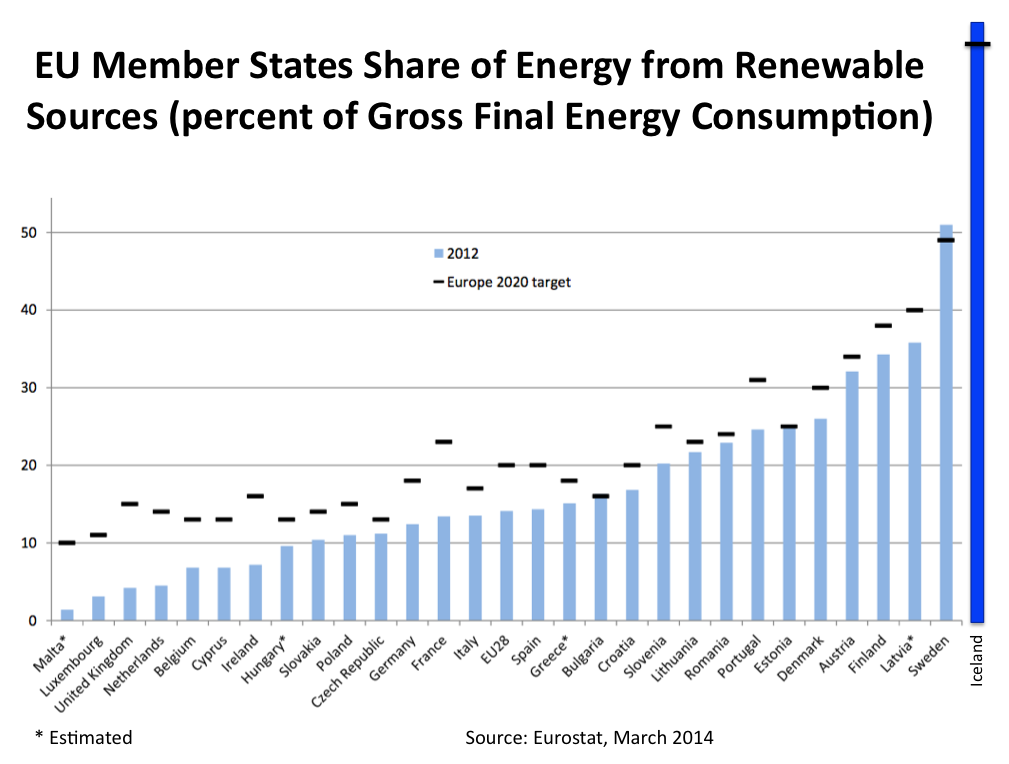 EU Member States Share of Energy from Renewable
Sources (percent of Gross Final Energy Consumption)
50
40
30
20
10
0
2012
Europe 2020 target
Malta*
Luxembourg
United Kingdom
Netherlands
Belgium
Cyprus
Ireland
Hungary*
Slovakia
Poland
Czech Republic
Germany
France
Italy
EU28
Spain
Greece*
Bulgaria
Croatia
Slovenia
Lithuania
Romania
Portugal
Estonia
Denmark
Austria
Finland
Latvia*
Sweden
Iceland
* Estimated
Source: Eurostat, March 2014